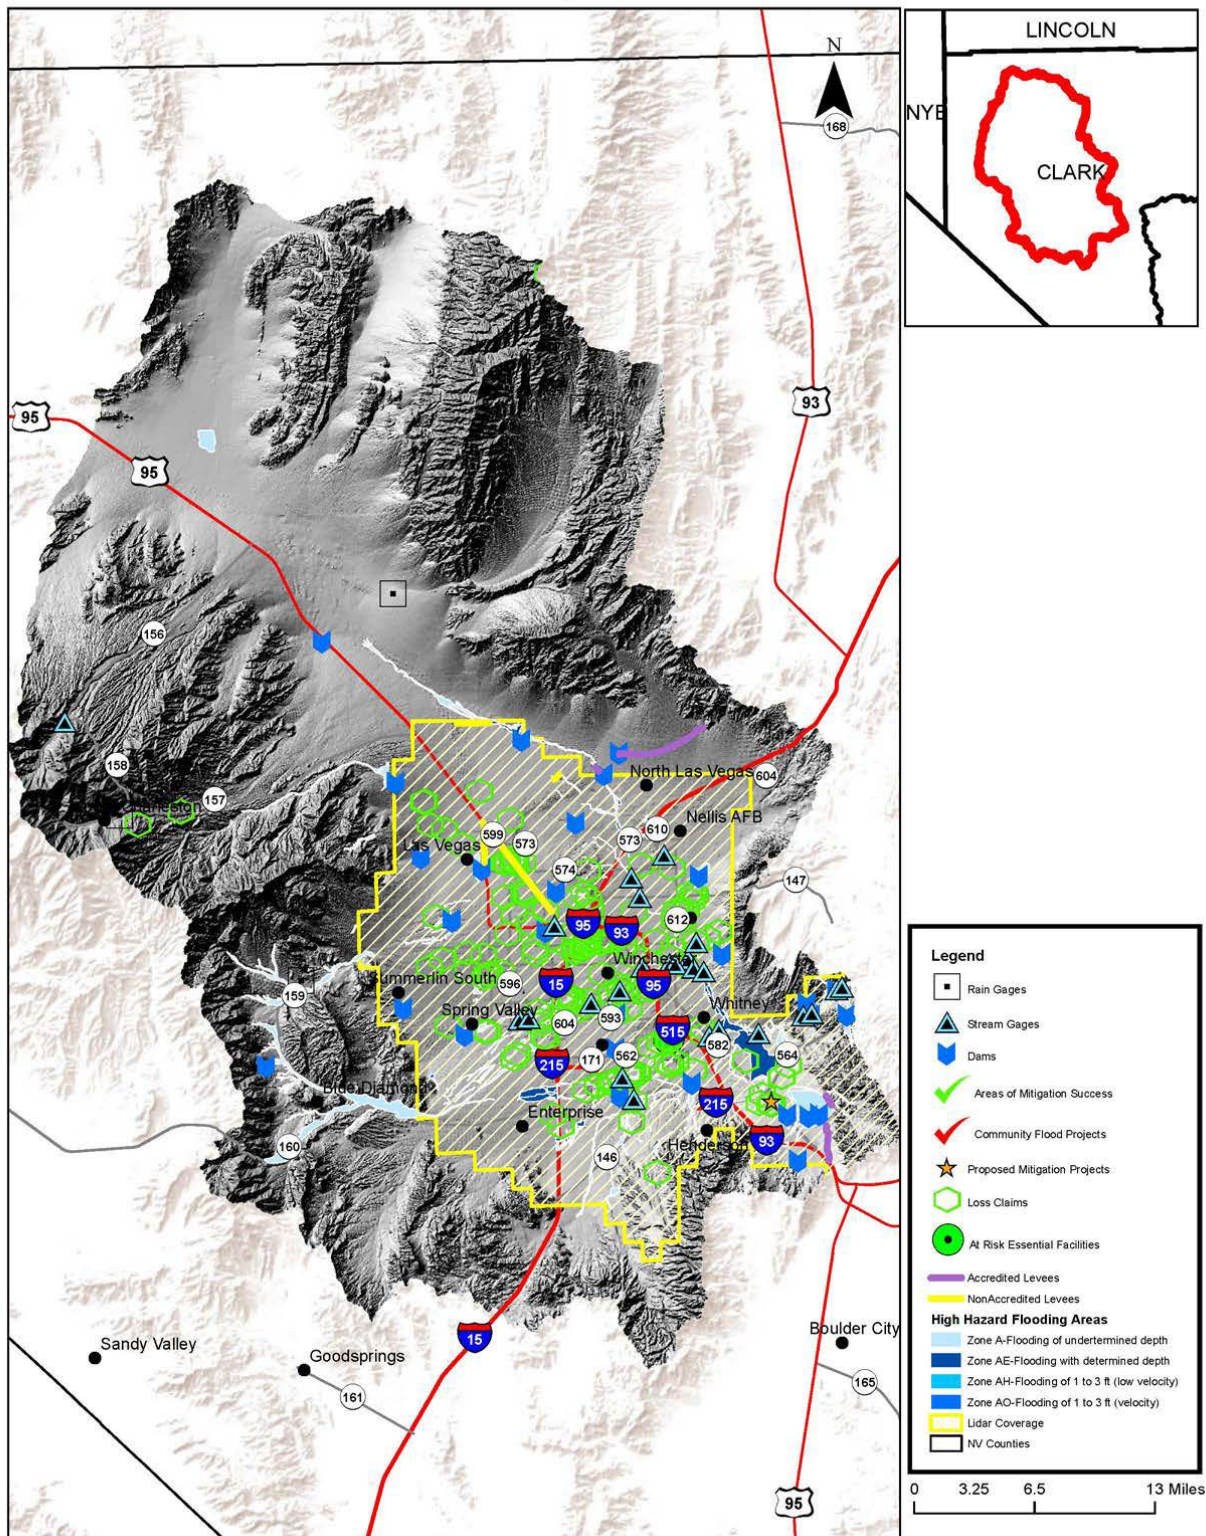 N
168
95
93
95
156
158
157
Charleston
604
North Las Vegas
610
Nellis AFB
599
573
573
Las Vegas
574
147
612
95
93
Winchester
159
Summerlin South
596
15
95
Spring Valley
604
593
Whitney
515
582
564
215
171
562
Blue Diamond
215
Enterprise
160
146
Henderson
93
15
Sandy Valley
Goodsprings
161
Boulder City
165
95
LINCOLN
NYE
CLARK
Legend
Rain Gages
Stream Gages
Dams
Areas of Mitigation Success
Community Flood Projects
Proposed Mitigation Projects
Loss Claims
At Risk Essential Facilities
Accredited Levees
NonAccredited Levees
High Hazard Flooding Areas
Zone A-Flooding of undertermined depth
Zone AE-Flooding with determined depth
Zone AH-Flooding of 1 to 3 ft (low velocity)
Zone AO-Flooding of 1 to 3 ft (velocity)
Lidar Coverage
NV Counties
0 3.25 6.5 13 Miles